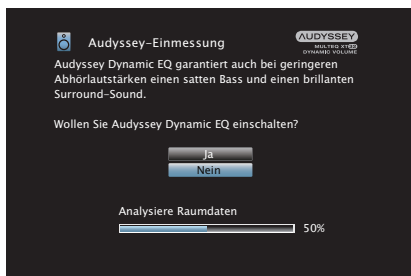 Audyssey-Einmessung
AUDYSSEY
MULTEQ XT32
DYNAMIC VOLUME
Audyssey Dynamic EQ garantiert auch bei geringeren
Abhörlautstärken einen satten Bass und einen brillanten
Surround-Sound.
Wollen Sie Audyssey Dynamic EQ einschalten?
Ja
Nein
Analysiere Raumdaten
50%